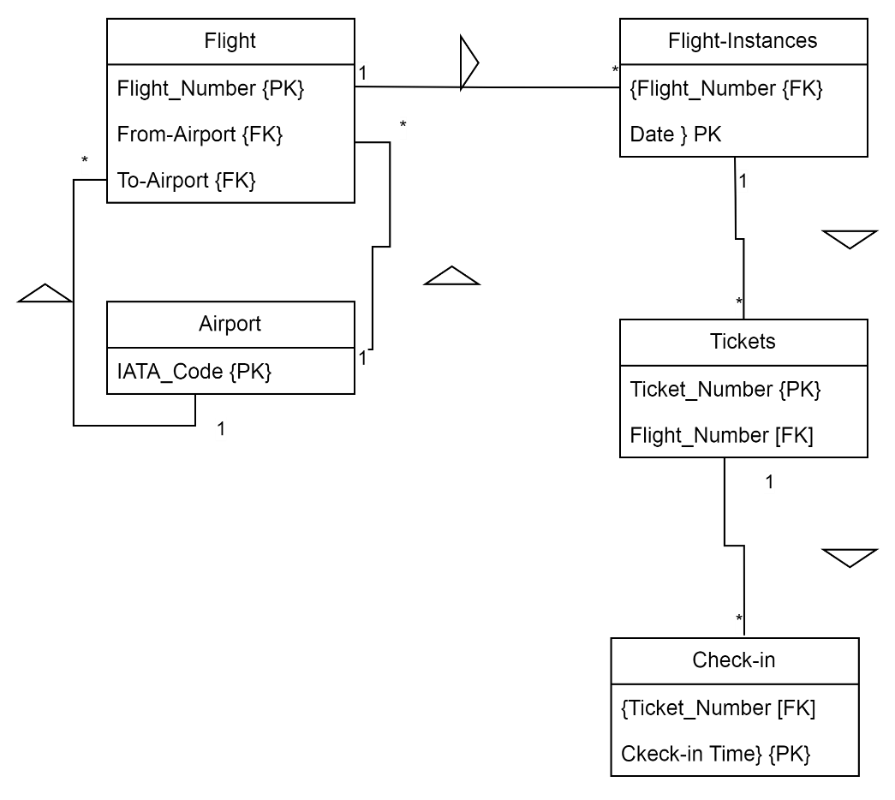 Flight
Flight_Number {PK}
From-Airport {FK}
To-Airport {FK}
1
*
*
*
Flight-Instances
{Flight_Number {FK}
Date } PK
1
*
Airport
IATA_Code {PK}
1
1
Tickets
Ticket_Number {PK}
Flight_Number [FK]
1
*
Check-in
{Ticket_Number [FK]
Ckeck-in Time} {PK}